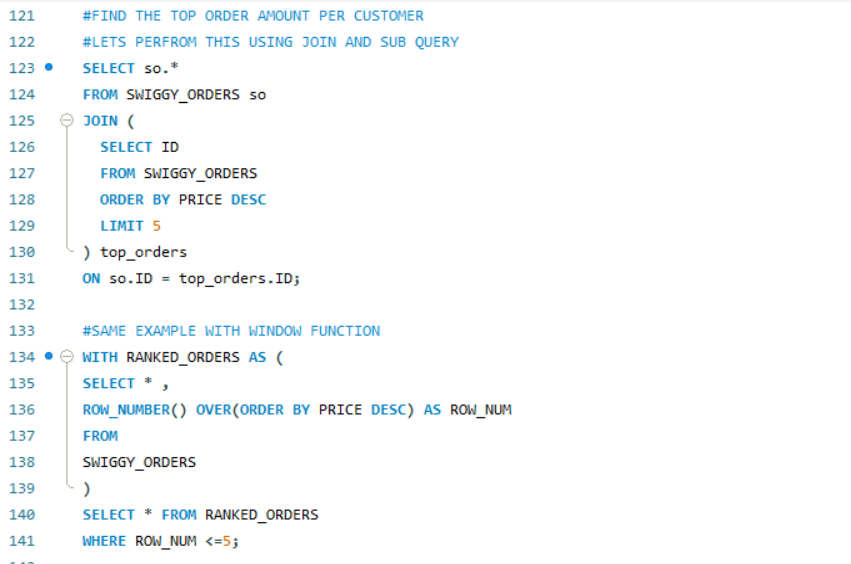 121 #FIND THE TOP ORDER AMOUNT PER CUSTOMER
122 #LETS PERFROM THIS USING JOIN AND SUB QUERY
123 SELECT so.*
124 FROM SWIGGY_ORDERS so
125 JOIN (
126 SELECT ID
127 FROM SWIGGY_ORDERS
128 ORDER BY PRICE DESC
129 LIMIT 5
130 ) top_orders
131 ON so.ID = top_orders.ID;
132
133 #SAME EXAMPLE WITH WINDOW FUNCTION
134 WITH RANKED_ORDERS AS (
135 SELECT * ,
136 ROW_NUMBER() OVER(ORDER BY PRICE DESC) AS ROW_NUM
137 FROM
138 SWIGGY_ORDERS
139 )
140 SELECT * FROM RANKED_ORDERS
141 WHERE ROW_NUM <=5;